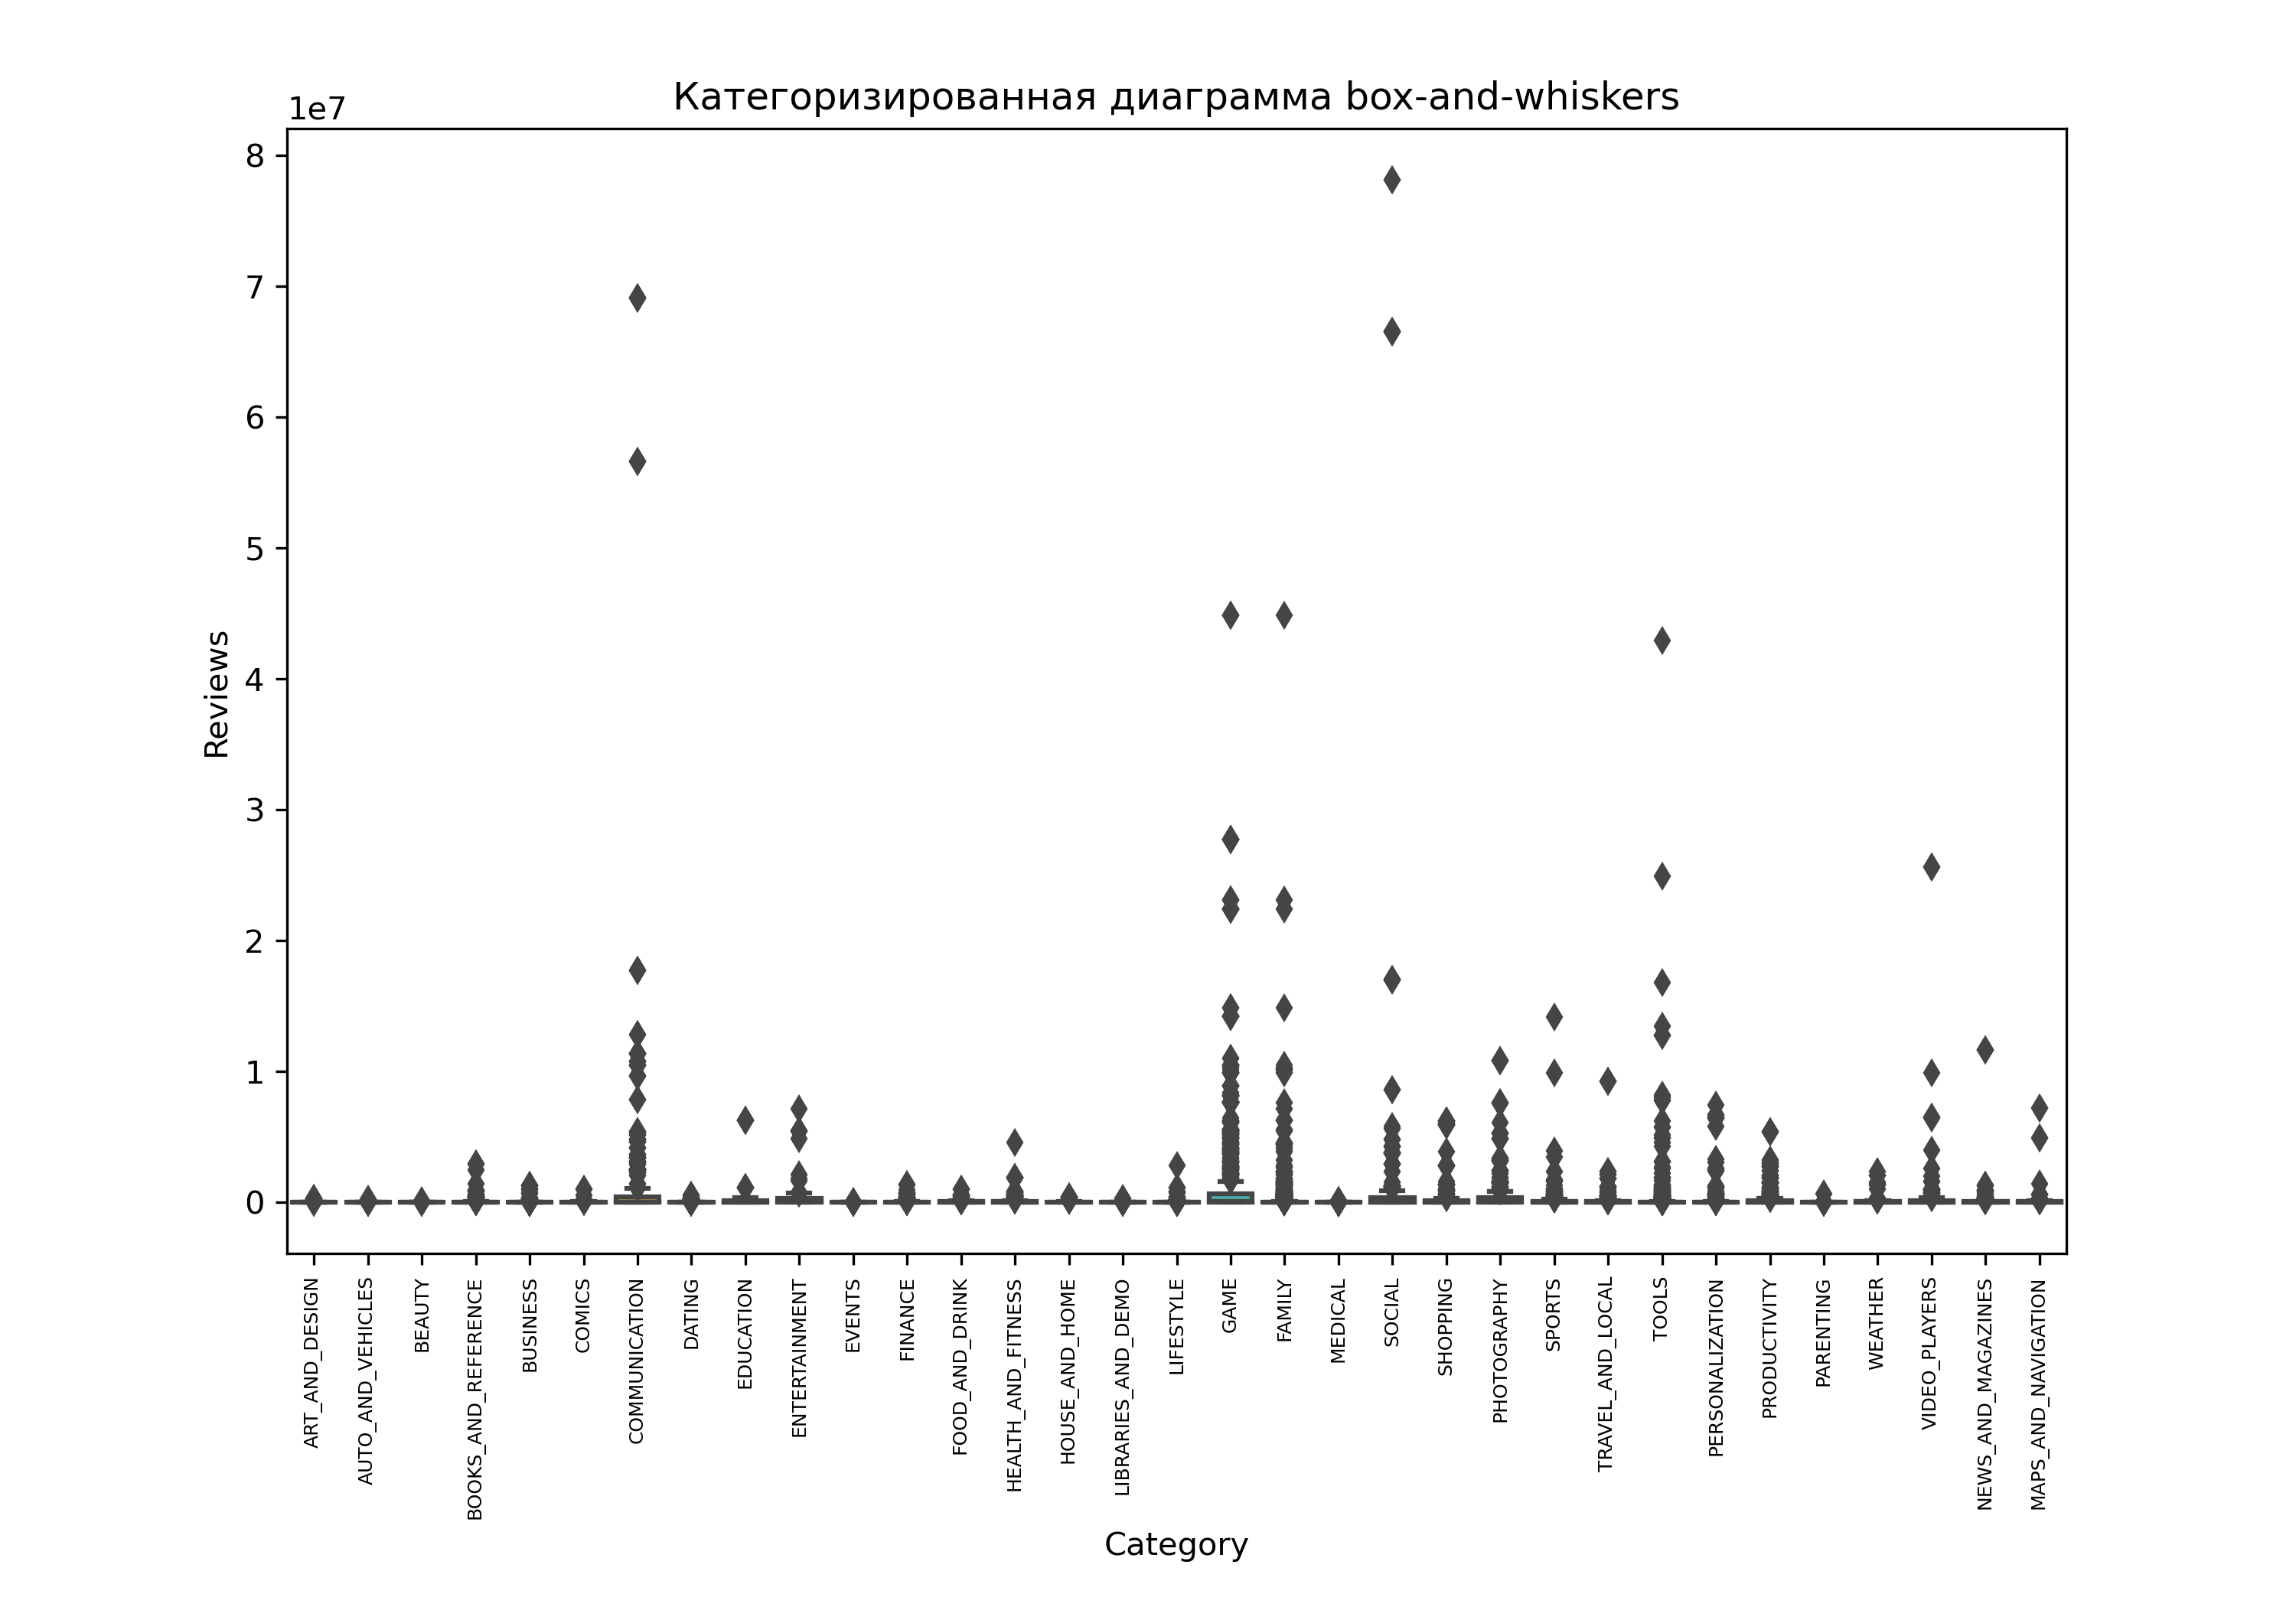 Категоризированная диаграмма box-and-whiskers
1e7
8
7
6
5
4
3
2
1
0
Reviews
ART_AND_DESIGN
AUTO_AND_VEHICLES
BEAUTY
BOOKS_AND_REFERENCE
BUSINESS
COMICS
COMMUNICATION
DATING
EDUCATION
ENTERTAINMENT
EVENTS
FINANCE
FOOD_AND_DRINK
HEALTH_AND_FITNESS
HOUSE_AND_HOME
LIBRARIES_AND_DEMO
LIFESTYLE
GAME
FAMILY
MEDICAL
SOCIAL
SHOPPING
PHOTOGRAPHY
SPORTS
TRAVEL_AND_LOCAL
TOOLS
PERSONALIZATION
PRODUCTIVITY
PARENTING
WEATHER
VIDEO_PLAYERS
NEWS_AND_MAGAZINES
MAPS_AND_NAVIGATION
Category